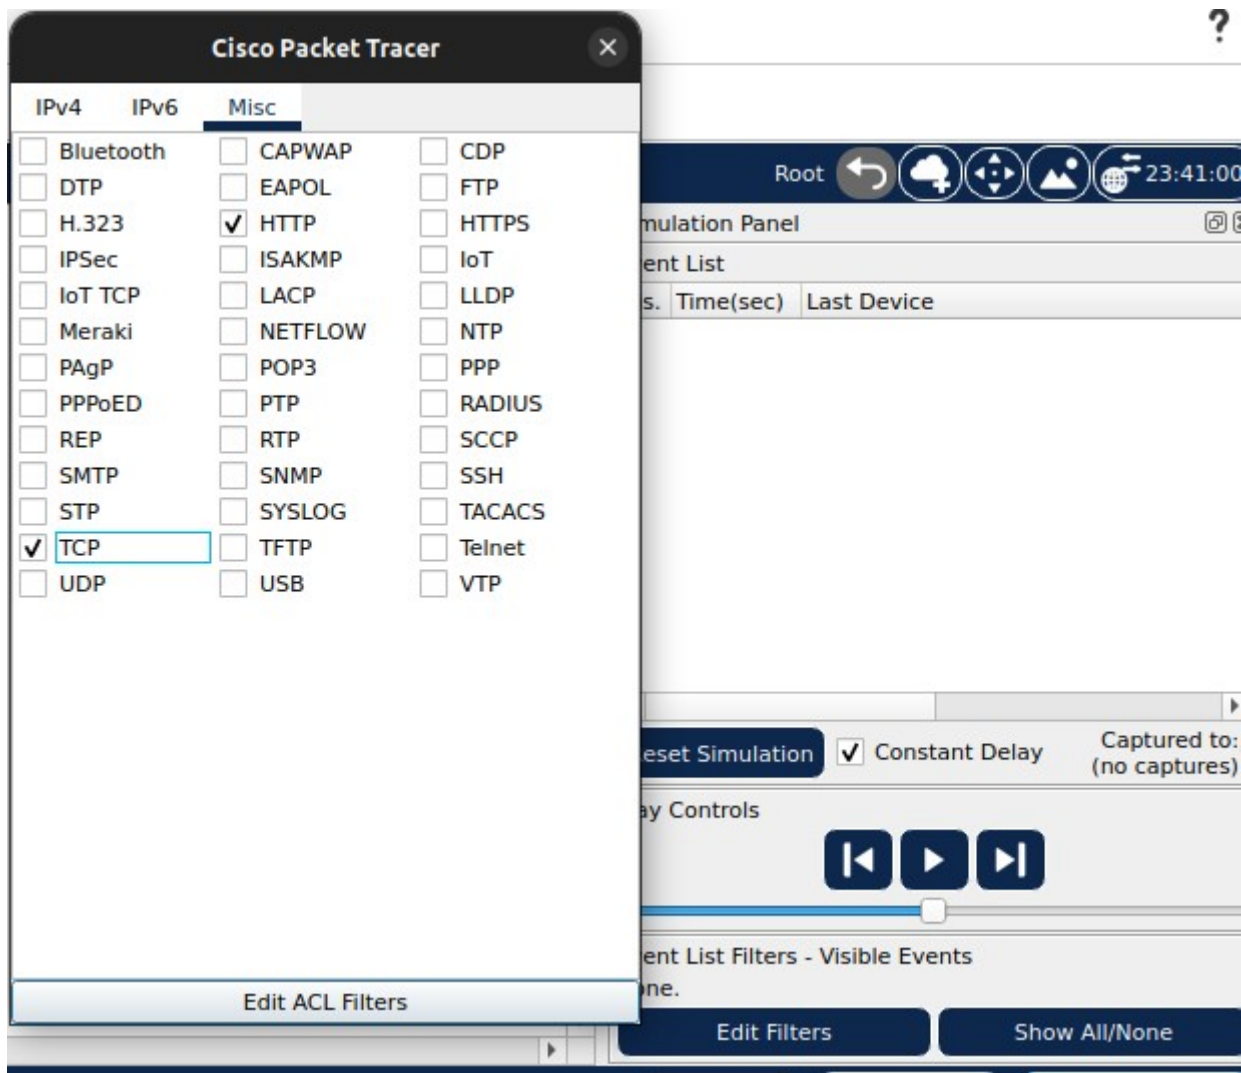 Cisco Packet Tracer
?
IPv4 IPv6 Misc
Bluetooth CAPWAP CDP
DTP EAPOL FTP
H.323 HTTP HTTPS
IPSec ISAKMP IoT
IoT TCP LACP LLDP
Meraki NETFLOW NTP
PAgP POP3 PPP
PPPoED PTP RADIUS
REP RTP SCCP
SMTP SNMP SSH
STP SYSLOG TACACS
TCP TFTP Telnet
UDP USB VTP
Edit ACL Filters
Root 23:41:00
mulation Panel
ent List
s. Time(sec) Last Device
eset Simulation Constant Delay Captured to:
(no captures)
ay Controls
ent List Filters - Visible Events
one.
Edit Filters Show All/None